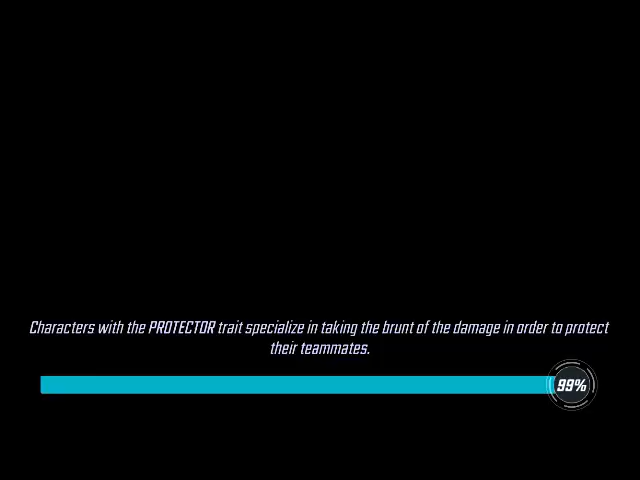 Characters with the PROTECTOR trait specialize in taking the brunt of the damage in order to protect
their teammates.
99%